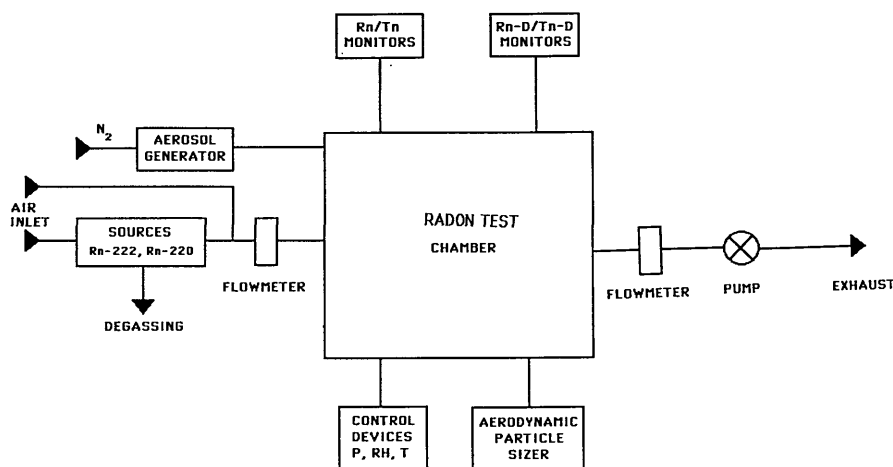 Rn/Tn
MONITORS
Rn-D/Tn-D
MONITORS
N2
AEROSOL
GENERATOR
AIR
INLET
SOURCES
Rn-222, Rn-220
FLOWMETER
DEGASSING
RADON TEST
CHAMBER
FLOWMETER
PUMP
EXHAUST
CONTROL
DEVICES
P, RH, T
AERODYNAMIC
PARTICLE
SIZER